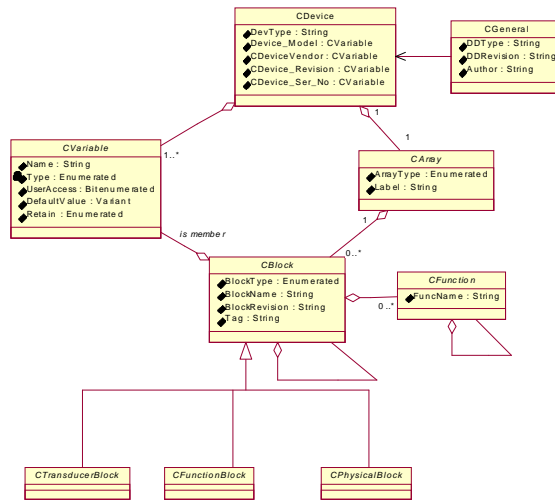 CDevice
DevType : String
Device_Model : CVariable
CDeviceVendor : CVariable
CDevice_Revision : CVariable
CDevice_Ser_No : CVariable
CGeneral
DDType : String
DDRevision : String
Author : String
1
1..*
1
CVariable
Name : String
Type : Enumerated
UserAccess : Bitenumerated
DefaultValue : Variant
Retain : Enumerated
CArray
ArrayType : Enumerated
Label : String
1
is member
0..*
CBlock
BlockType : Enumerated
BlockName : String
BlockRevision : String
Tag : String
CFunction
FuncName : String
0..*
CTransducerBlock
CFunctionBlock
CPhysicalBlock